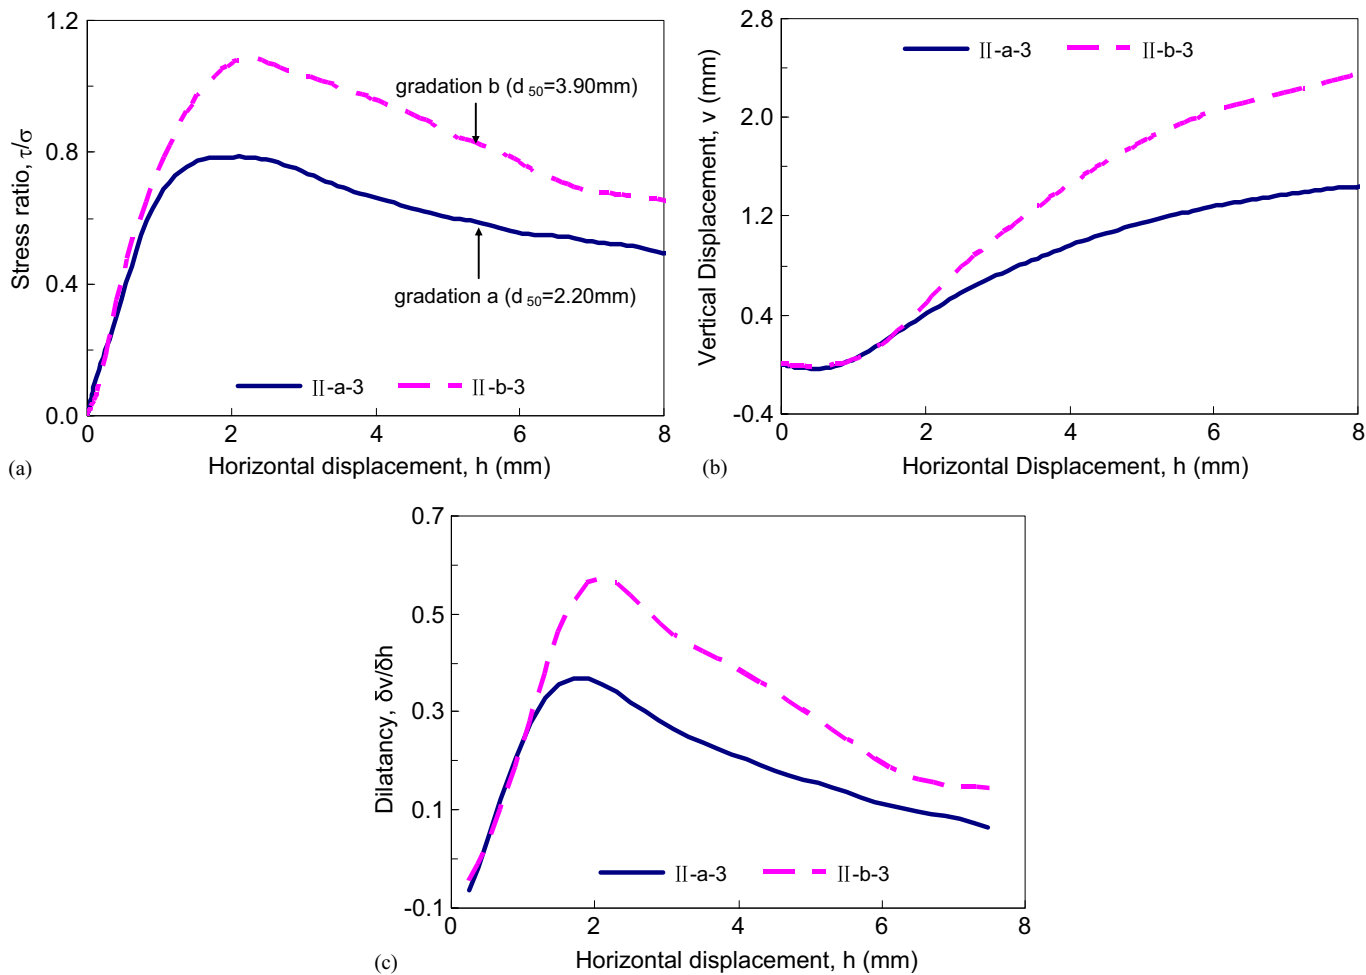 1.2
0.8
0.4
0.0
0
2
4
6
8
Stress ratio, τ/σ
gradation b (d 50=3.90mm)
gradation a (d 50=2.20mm)
II-a-3
II-b-3
Horizontal displacement, h (mm)
(a)
2.8
2.0
1.2
0.4
-0.4
0
2
4
6
8
Vertical Displacement, v (mm)
II-a-3
II-b-3
Horizontal Displacement, h (mm)
(b)
0.7
0.5
0.3
0.1
-0.1
0
2
4
6
8
Dilatancy, δv/δh
II-a-3
II-b-3
Horizontal displacement, h (mm)
(c)